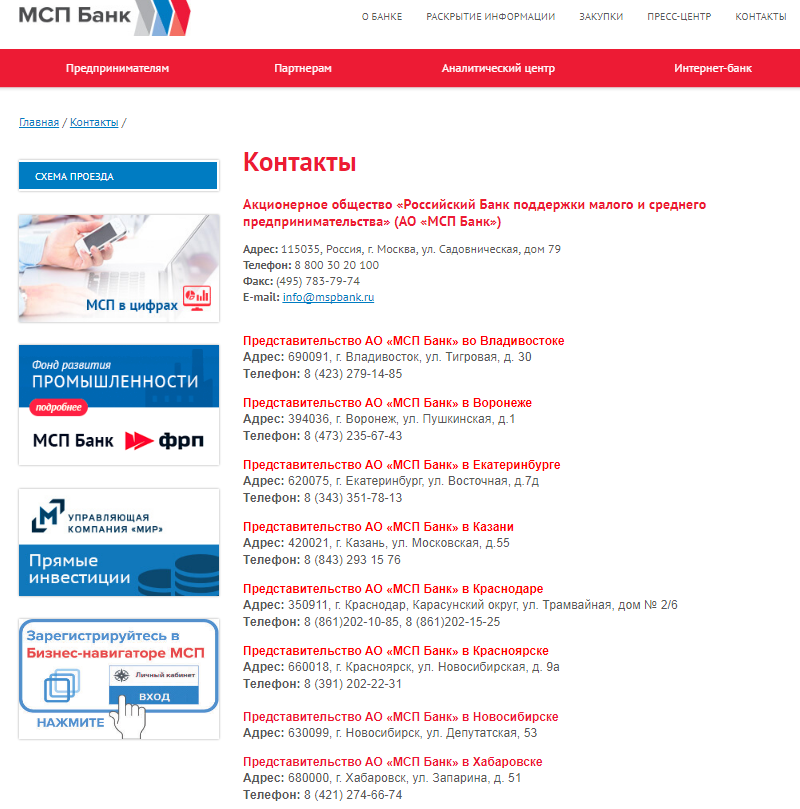 МСП Банк
О БАНКЕ
РАСКРЫТИЕ ИНФОРМАЦИИ
ЗАКУПКИ
ПРЕСС-ЦЕНТР
КОНТАКТЫ
Предпринимателям
Партнерам
Аналитический центр
Интернет-банк
Главная / Контакты /
СХЕМА ПРОЕЗДА
МСП в цифрах
Фонд развития
ПРОМЫШЛЕННОСТИ
подробнее
МСП Банк фрп
УПРАВЛЯЮЩАЯ
КОМПАНИЯ «МИР»
Прямые
инвестиции
Зарегистрируйтесь в
Бизнес-навигаторе МСП
Личный кабинет
ВХОД
НАЖМИТЕ
Контакты
Акционерное общество «Российский Банк поддержки малого и среднего
предпринимательства» (АО «МСП Банк»)
Адрес: 115035, Россия, г. Москва, ул. Садовническая, дом 79
Телефон: 8 800 30 20 100
Факс: (495) 783-79-74
E-mail: info@mspbank.ru
Представительство АО «МСП Банк» во Владивостоке
Адрес: 690091, г. Владивосток, ул. Тигровая, д. 30
Телефон: 8 (423) 279-14-85
Представительство АО «МСП Банк» в Воронеже
Адрес: 394036, г. Воронеж, ул. Пушкинская, д.1
Телефон: 8 (473) 235-67-43
Представительство АО «МСП Банк» в Екатеринбурге
Адрес: 620075, г. Екатеринбург, ул. Восточная, д.7д
Телефон: 8 (343) 351-78-13
Представительство АО «МСП Банк» в Казани
Адрес: 420021, г. Казань, ул. Московская, д.55
Телефон: 8 (843) 293 15 76
Представительство АО «МСП Банк» в Краснодаре
Адрес: 350911, г. Краснодар, Карасунский округ, ул. Трамвайная, дом № 2/6
Телефон: 8 (861)202-10-85, 8 (861)202-15-25
Представительство АО «МСП Банк» в Красноярске
Адрес: 660018, г. Красноярск, ул. Новосибирская, д. 9а
Телефон: 8 (391) 202-22-31
Представительство АО «МСП Банк» в Новосибирске
Адрес: 630099, г. Новосибирск, ул. Депутатская, 53
Представительство АО «МСП Банк» в Хабаровске
Адрес: 680000, г. Хабаровск, ул. Запарина, д. 51
Телефон: 8 (421) 274-66-74